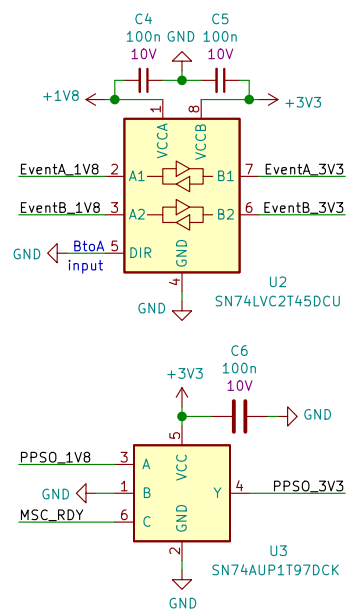 C4 C5
100n GND 100n
10V 10V
+1V8 +3V3
1 8
VCCA VCCB
EventA_1V8 2 A1 B1 7 EventA_3V3
EventB_1V8 3 A2 B2 6 EventB_3V3
GND BtoA 5 DIR GND
input
4
U2
GND SN74LVC2T45DCU
C6
+3V3 100n
10V
GND
5
VCC
PPSO_1V8 3 A
GND 1 B Y 4 PPSO_3V3
MSC_RDY 6 C GND
2
U3
SN74AUP1T97DCK
GND